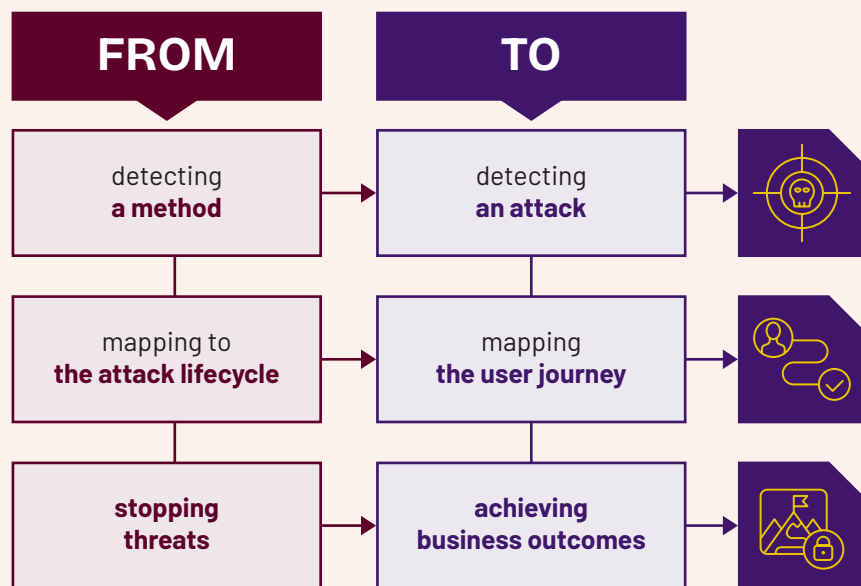 FROM
TO
detecting
a method
detecting
an attack
mapping to
the attack lifecycle
mapping
the user journey
stopping
threats
achieving
business outcomes